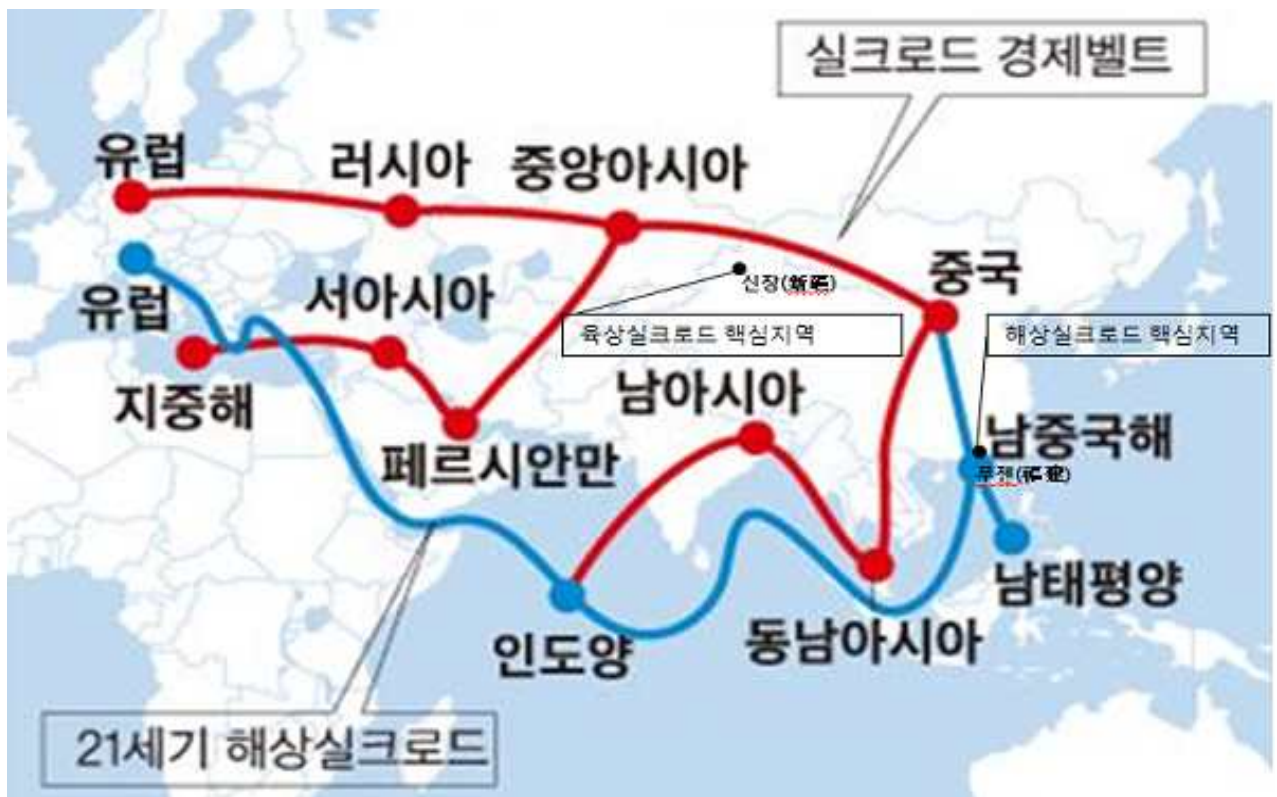 실크로드 경제벨트
유럽
러시아
중앙아시아
중국
신장(新疆)
유럽
서아시아
육상실크로드 핵심지역
해상실크로드 핵심지역
지중해
남아시아
페르시안만
남중국해
푸젠(福建)
남태평양
인도양
동남아시아
21세기 해상실크로드